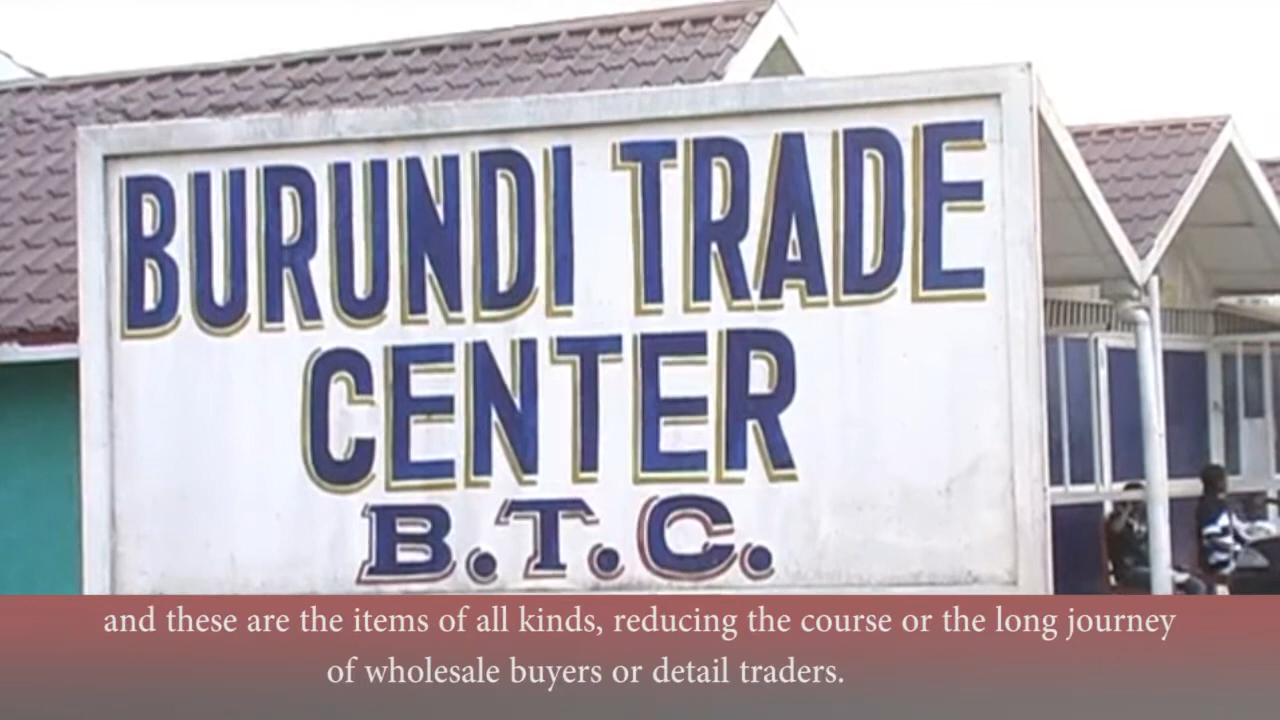 BURUNDI TRADE
CENTER
B.T.C.
and these are the items of all kinds, reducing the course or the long journey
of wholesale buyers or detail traders.